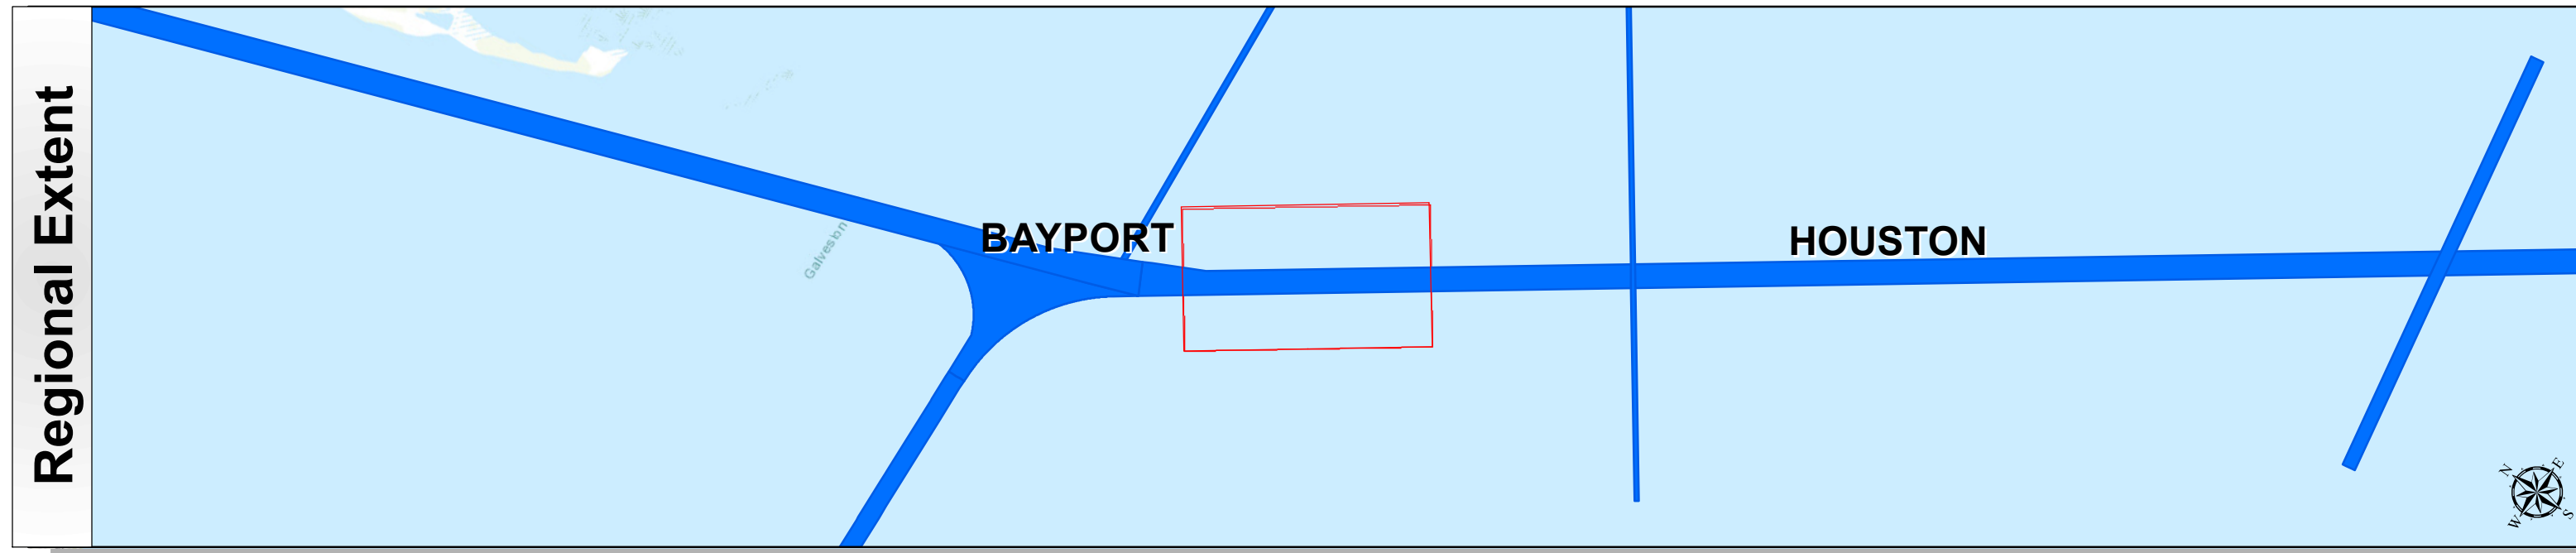 Regional Extent
BAYPORT
HOUSTON
Galveston
N
E
W
S